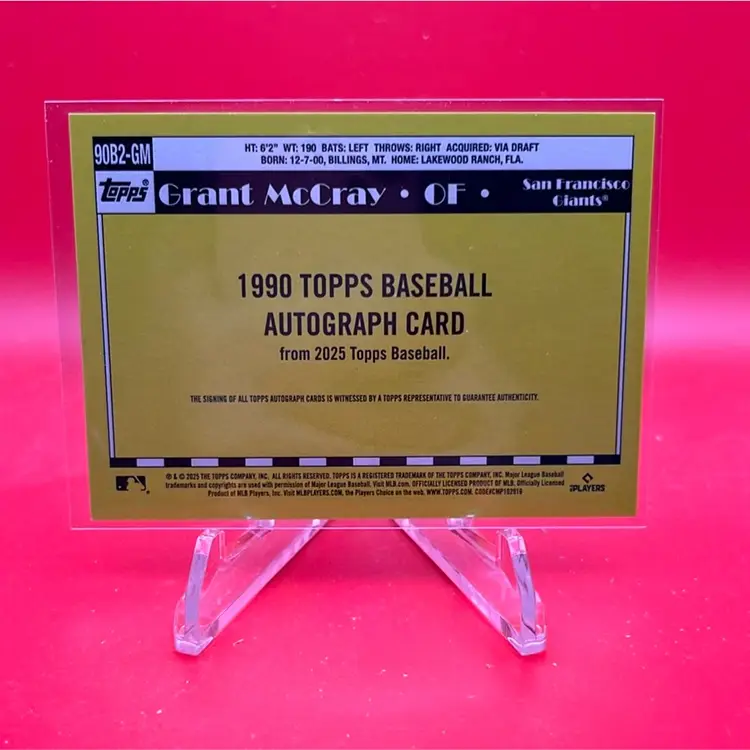 90B2-GM
HT: 6'2" WT: 190 BATS: LEFT THROWS: RIGHT ACQUIRED: VIA DRAFT
BORN: 12-7-00, BILLINGS, MT. HOME: LAKEWOOD RANCH, FLA.
Topps® Grant McCray • OF • San Francisco
Giants®
1990 TOPPS BASEBALL
AUTOGRAPH CARD
from 2025 Topps Baseball.
THE SIGNING OF ALL TOPPS AUTOGRAPH CARDS IS WITNESSED BY A TOPPS REPRESENTATIVE TO GUARANTEE AUTHENTICITY.
® & © 2025 THE TOPPS COMPANY, INC. ALL RIGHTS RESERVED. TOPPS IS A REGISTERED TRADEMARK OF THE TOPPS COMPANY, INC. Major League Baseball
trademarks and copyrights are used with permission of Major League Baseball. Visit MLB.com. OFFICIALLY LICENSED PRODUCT OF MLB. Officially Licensed
Product of MLB Players, Inc. Visit MLBPLAYERS.COM, the Players Choice on the web. WWW.TOPPS.COM. CODE#CMP102016
PLAYERS